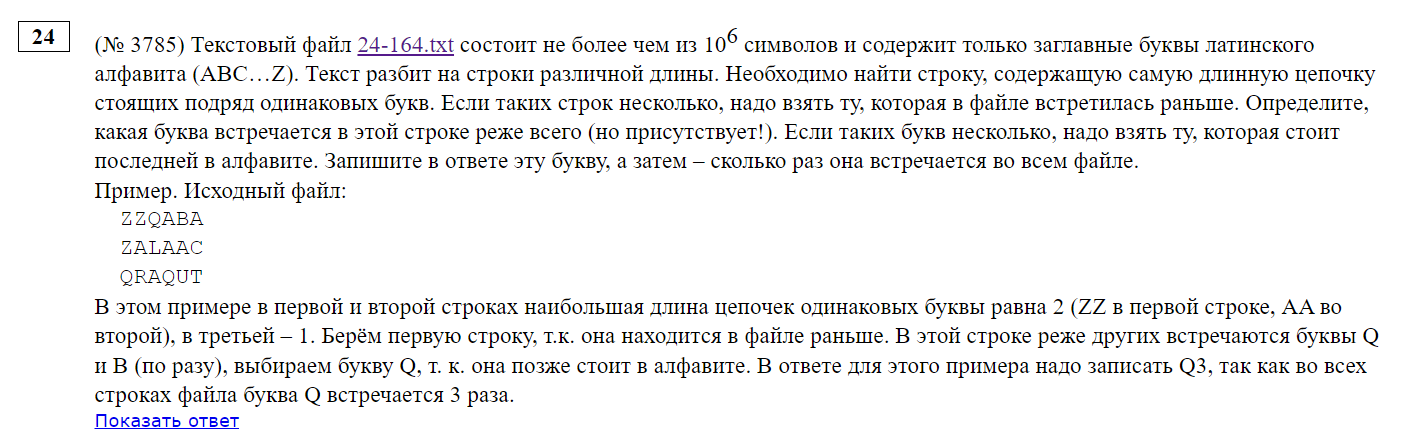 24
(№ 3785) Текстовый файл 24-164.txt состоит не более чем из 10⁶ символов и содержит только заглавные буквы латинского
алфавита (ABC…Z). Текст разбит на строки различной длины. Необходимо найти строку, содержащую самую длинную цепочку
стоящих подряд одинаковых букв. Если таких строк несколько, надо взять ту, которая в файле встретилась раньше. Определите,
какая буква встречается в этой строке реже всего (но присутствует!). Если таких букв несколько, надо взять ту, которая стоит
последней в алфавите. Запишите в ответе эту букву, а затем – сколько раз она встречается во всем файле.
Пример. Исходный файл:
ZZQABA
ZALAAC
QRAQUT
В этом примере в первой и второй строках наибольшая длина цепочек одинаковых буквы равна 2 (ZZ в первой строке, AA во
второй), в третьей – 1. Берём первую строку, т.к. она находится в файле раньше. В этой строке реже других встречаются буквы Q
и B (по разу), выбираем букву Q, т. к. она позже стоит в алфавите. В ответе для этого примера надо записать Q3, так как во всех
строках файла буква Q встречается 3 раза.
Показать ответ